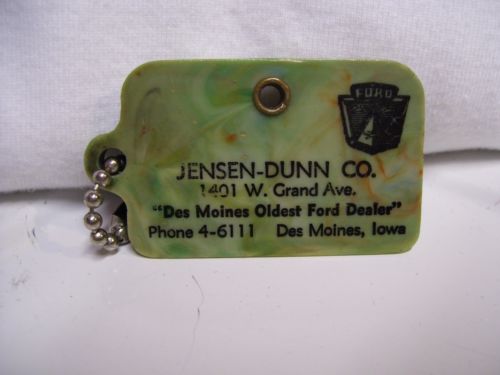 FORD
JENSEN-DUNN CO.
1401 W. Grand Ave.
"Des Moines Oldest Ford Dealer"
Phone 4-6111 Des Moines, Iowa